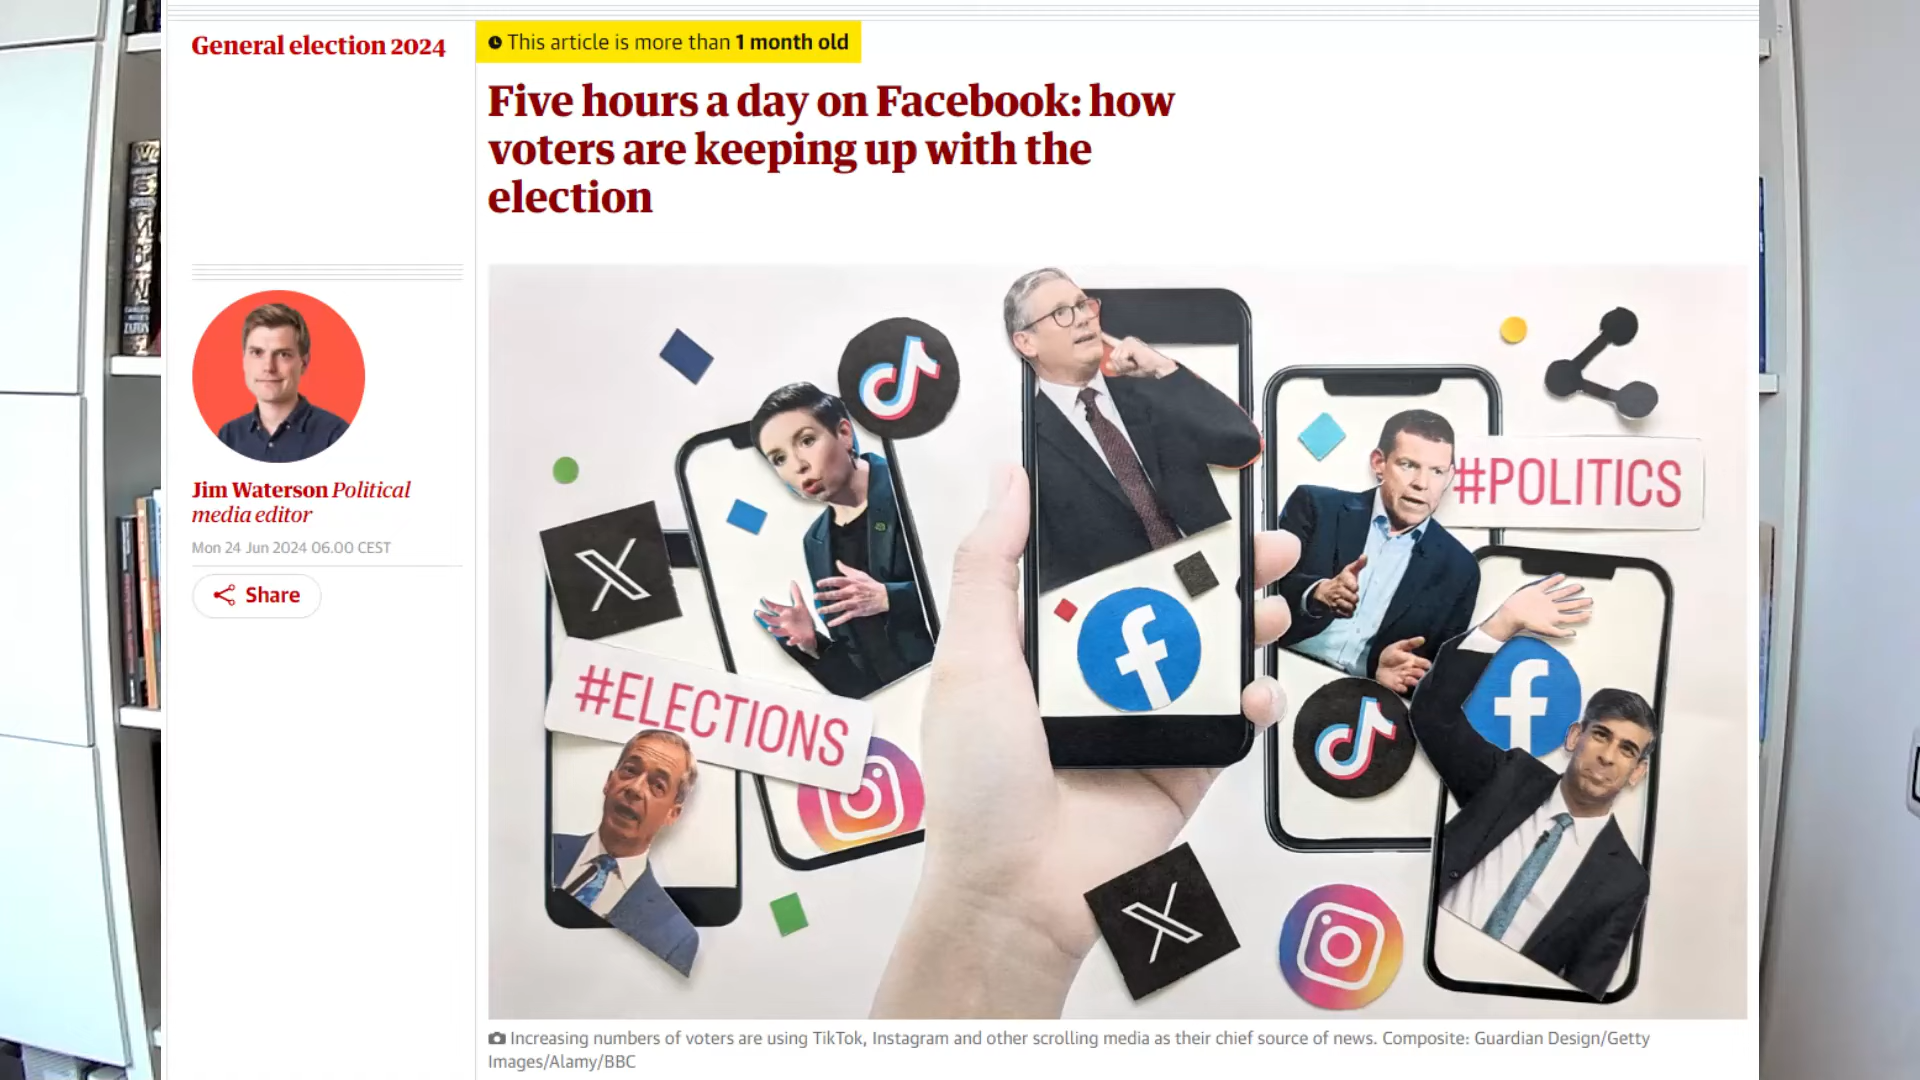 General election 2024
This article is more than 1 month old
Five hours a day on Facebook: how
voters are keeping up with the
election
Jim Waterson Political
media editor
Mon 24 Jun 2024 06.00 CEST
Share
#POLITICS
#ELECTIONS
Increasing numbers of voters are using TikTok, Instagram and other scrolling media as their chief source of news. Composite: Guardian Design/Getty
Images/Alamy/BBC